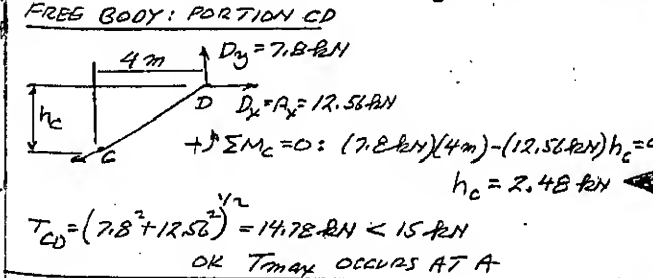 FREE BODY: PORTION CD
4 m
Dy = 7.8 kN
hc
D
Dx = Ax = 12.56 kN
C
+↺ ΣMc = 0: (7.8 kN)(4m) - (12.56 kN) hc = 0
hc = 2.48 kN ◀
TCD = (7.8² + 12.56²)^1/2 = 14.78 kN < 15 kN
OK Tmax OCCURS AT A